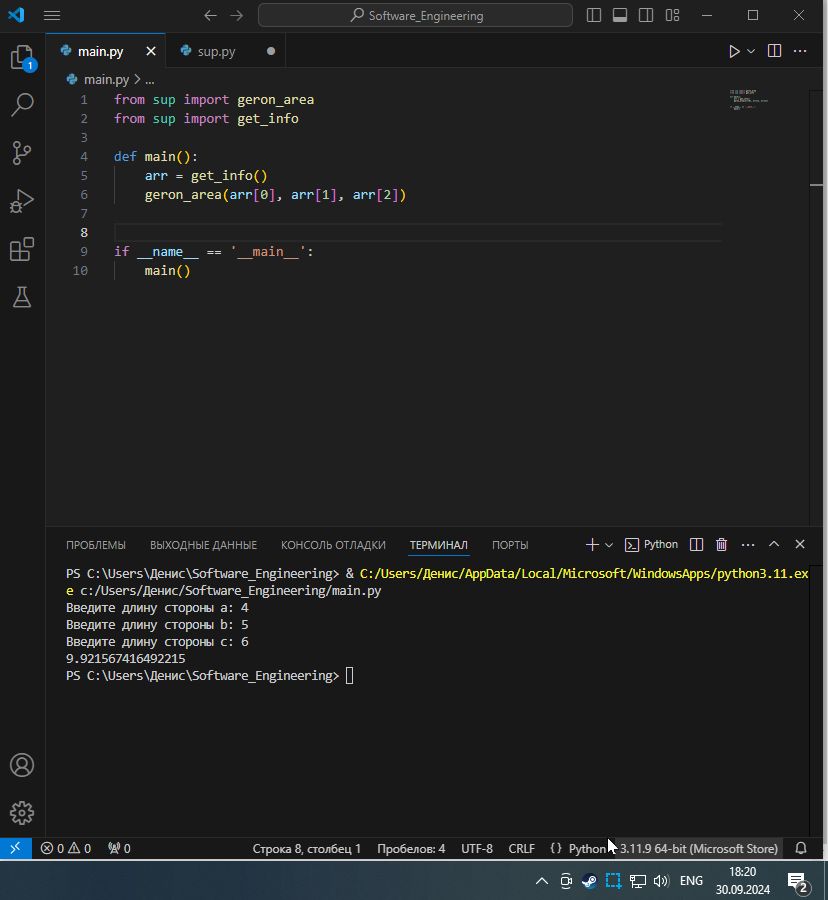 Software_Engineering
main.py
sup.py
1
main.py > ...
1 from sup import geron_area
2 from sup import get_info
3
4 def main():
5 arr = get_info()
6 geron_area(arr[0], arr[1], arr[2])
7
8
9 if __name__ == '__main__':
10 main()
ПРОБЛЕМЫ ВЫХОДНЫЕ ДАННЫЕ КОНСОЛЬ ОТЛАДКИ ТЕРМИНАЛ ПОРТЫ Python
PS C:\Users\Денис\Software_Engineering> & C:/Users/Денис/AppData/Local/Microsoft/WindowsApps/python3.11.ex
e c:/Users/Денис/Software_Engineering/main.py
Введите длину стороны a: 4
Введите длину стороны b: 5
Введите длину стороны c: 6
9.921567416492215
PS C:\Users\Денис\Software_Engineering>
0 0 0 Строка 8, столбец 1 Пробелов: 4 UTF-8 CRLF {} Python 3.11.9 64-bit (Microsoft Store)
ENG
18:20
30.09.2024
2